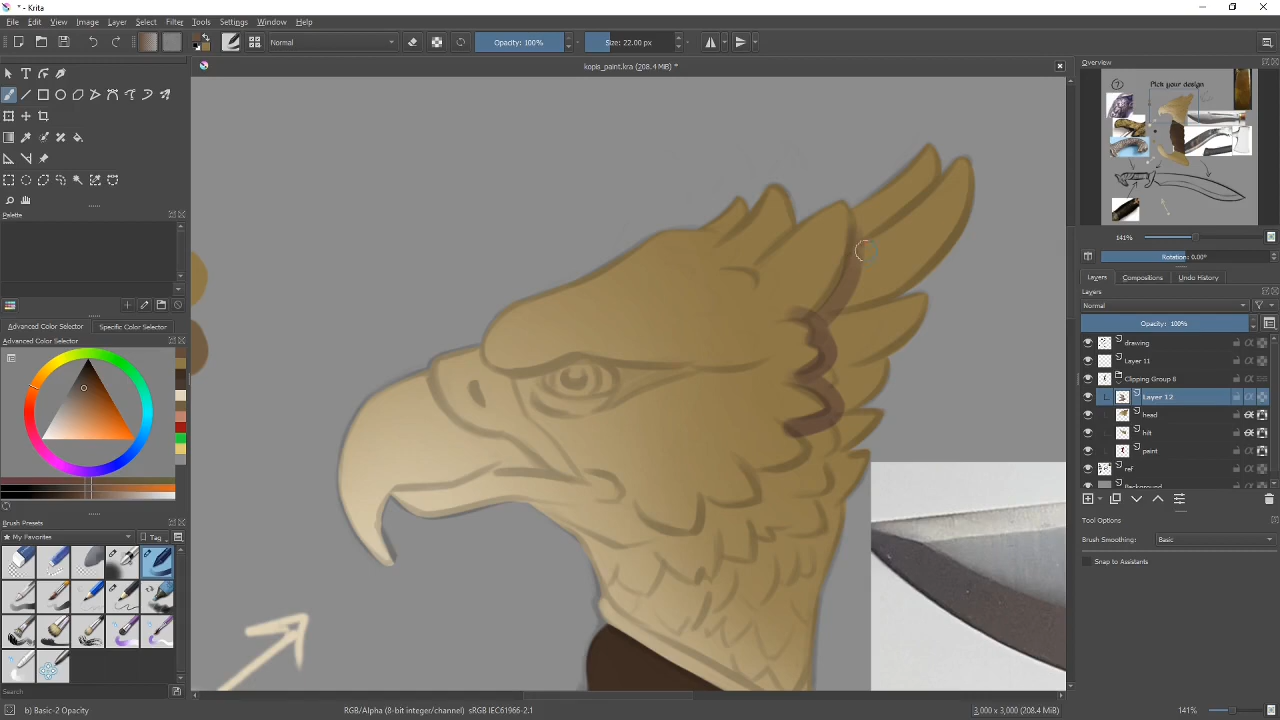 * - Krita
File Edit View Image Layer Select Filter Tools Settings Window Help
Normal Opacity: 100% Size: 22.00 px
kopis_paint.kra (208.4 MiB) *
Overview
Pick your design
Palette
141%
Rotation: 0.00°
Layers Compositions Undo History
Layers
Normal
Opacity: 100%
drawing
Layer 11
Clipping Group 6
Layer 12
head
hilt
paint
ref
Background
Advanced Color Selector Specific Color Selector
Advanced Color Selector
Tool Options
Brush Smoothing: Basic
Snap to Assistants
Brush Presets
My Favorites Tag
Search
b) Basic-2 Opacity
RGB/Alpha (8-bit integer/channel) sRGB IEC61966-2.1
3,000 x 3,000 (208.4 MiB)
141%